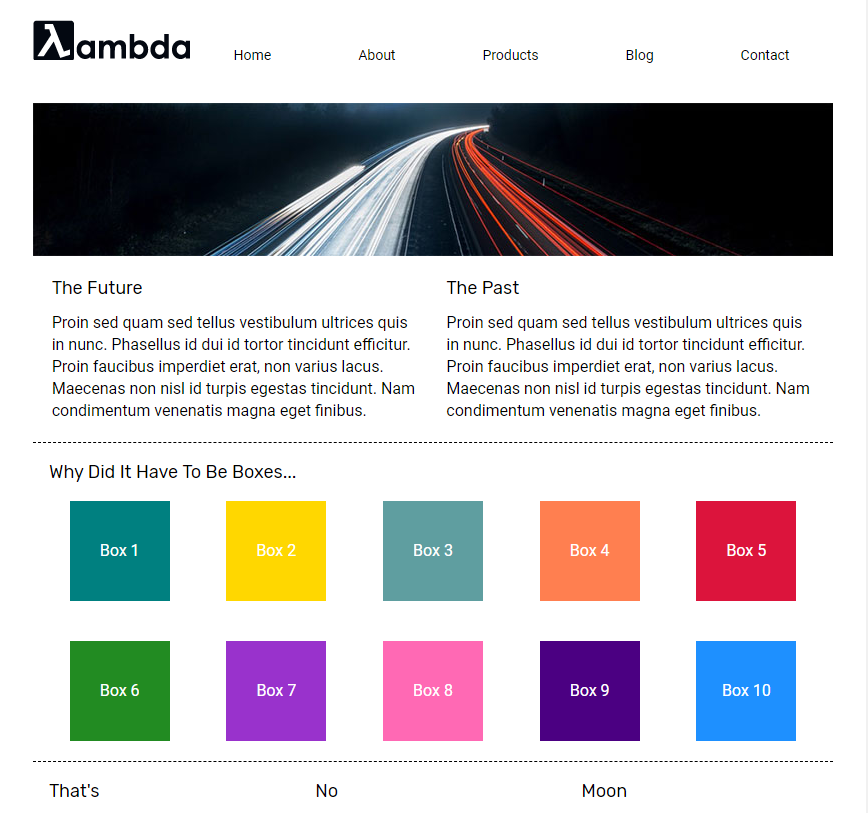 λambda
Home About Products Blog Contact
The Future
Proin sed quam sed tellus vestibulum ultrices quis
in nunc. Phasellus id dui id tortor tincidunt efficitur.
Proin faucibus imperdiet erat, non varius lacus.
Maecenas non nisl id turpis egestas tincidunt. Nam
condimentum venenatis magna eget finibus.
The Past
Proin sed quam sed tellus vestibulum ultrices quis
in nunc. Phasellus id dui id tortor tincidunt efficitur.
Proin faucibus imperdiet erat, non varius lacus.
Maecenas non nisl id turpis egestas tincidunt. Nam
condimentum venenatis magna eget finibus.
Why Did It Have To Be Boxes...
Box 1 Box 2 Box 3 Box 4 Box 5
Box 6 Box 7 Box 8 Box 9 Box 10
That's No Moon